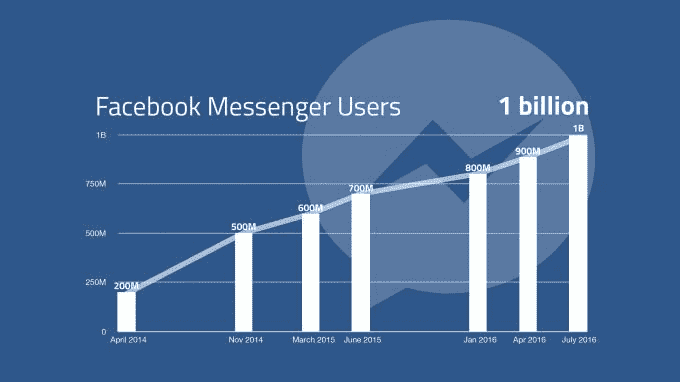 Facebook Messenger Users
1 billion
1B
750M
500M
250M
0
200M
500M
600M
700M
800M
900M
1B
April 2014
Nov 2014
March 2015
June 2015
Jan 2016
Apr 2016
July 2016